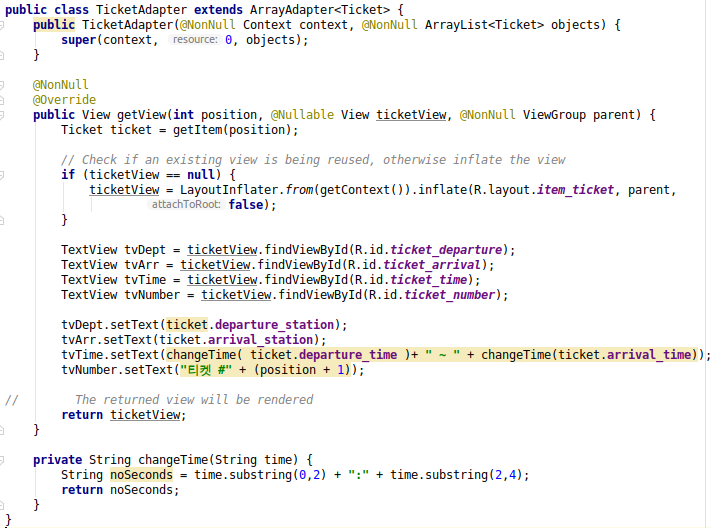 public class TicketAdapter extends ArrayAdapter<Ticket> {
    public TicketAdapter(@NonNull Context context, @NonNull ArrayList<Ticket> objects) {
        super(context, resource: 0, objects);
    }

    @NonNull
    @Override
    public View getView(int position, @Nullable View ticketView, @NonNull ViewGroup parent) {
        Ticket ticket = getItem(position);

        // Check if an existing view is being reused, otherwise inflate the view
        if (ticketView == null) {
            ticketView = LayoutInflater.from(getContext()).inflate(R.layout.item_ticket, parent,
                    attachToRoot: false);
        }

        TextView tvDept = ticketView.findViewById(R.id.ticket_departure);
        TextView tvArr = ticketView.findViewById(R.id.ticket_arrival);
        TextView tvTime = ticketView.findViewById(R.id.ticket_time);
        TextView tvNumber = ticketView.findViewById(R.id.ticket_number);

        tvDept.setText(ticket.departure_station);
        tvArr.setText(ticket.arrival_station);
        tvTime.setText(changeTime( ticket.departure_time )+ " ~ " + changeTime(ticket.arrival_time));
        tvNumber.setText("티켓 #" + (position + 1));

//        The returned view will be rendered
        return ticketView;
    }

    private String changeTime(String time) {
        String noSeconds = time.substring(0,2) + ":" + time.substring(2,4);
        return noSeconds;
    }
}